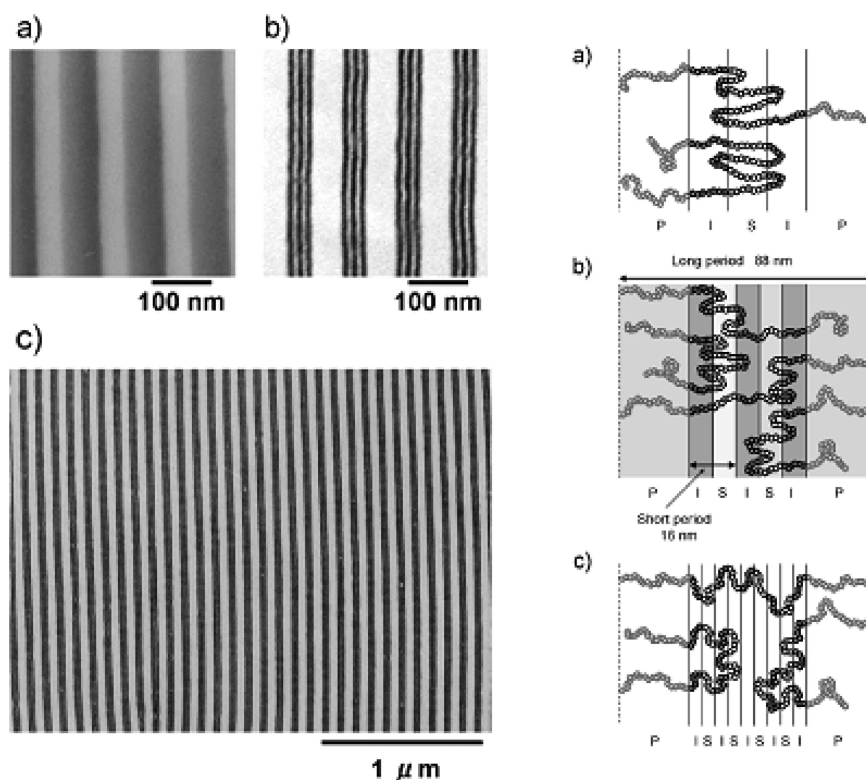 a)
b)
100 nm
100 nm
c)
1 μm
a)
P I S I P
b)
Long period 88 nm
P I S I S I P
Short period
16 nm
c)
P I S I S I S I S I P